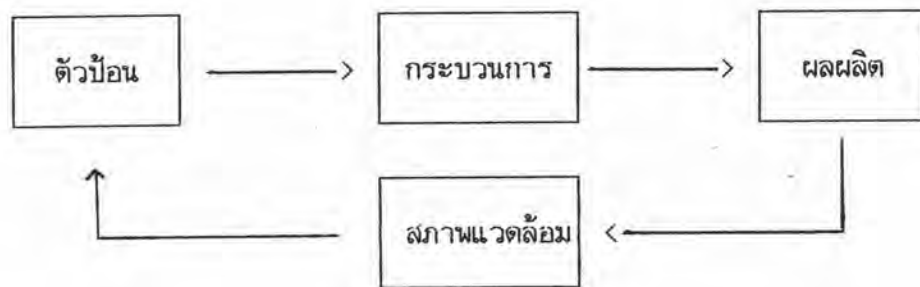 ตัวป้อน
กระบวนการ
ผลผลิต
สภาพแวดล้อม